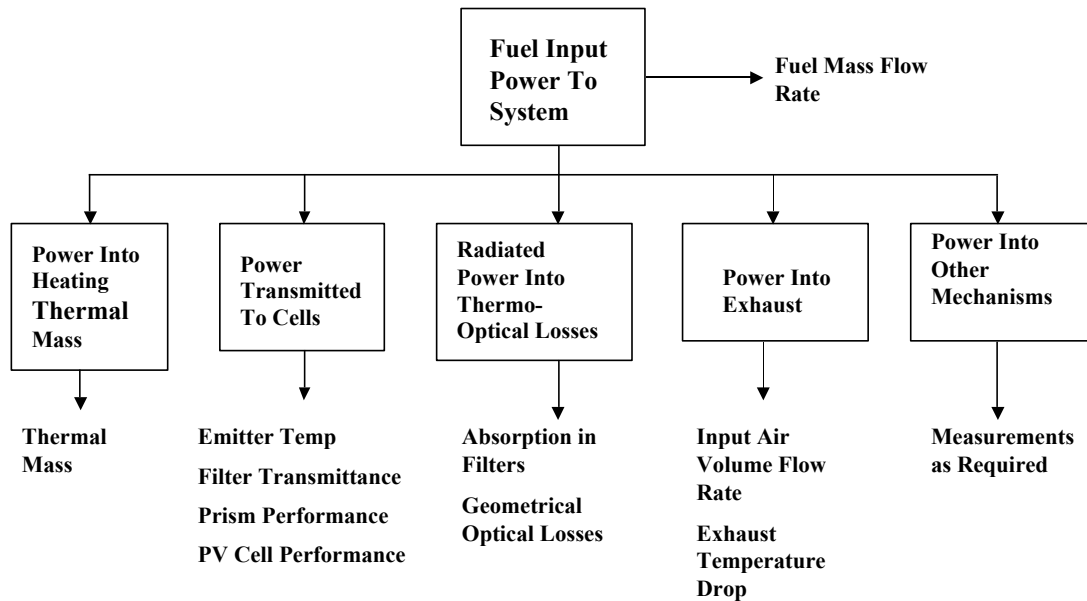 Fuel Input
Power To
System
Fuel Mass Flow
Rate
Power Into
Heating
Thermal
Mass
Power
Transmitted
To Cells
Radiated
Power Into
Thermo-
Optical Losses
Power Into
Exhaust
Power Into
Other
Mechanisms
Thermal
Mass
Emitter Temp
Filter Transmittance
Prism Performance
PV Cell Performance
Absorption in
Filters
Geometrical
Optical Losses
Input Air
Volume Flow
Rate
Exhaust
Temperature
Drop
Measurements
as Required